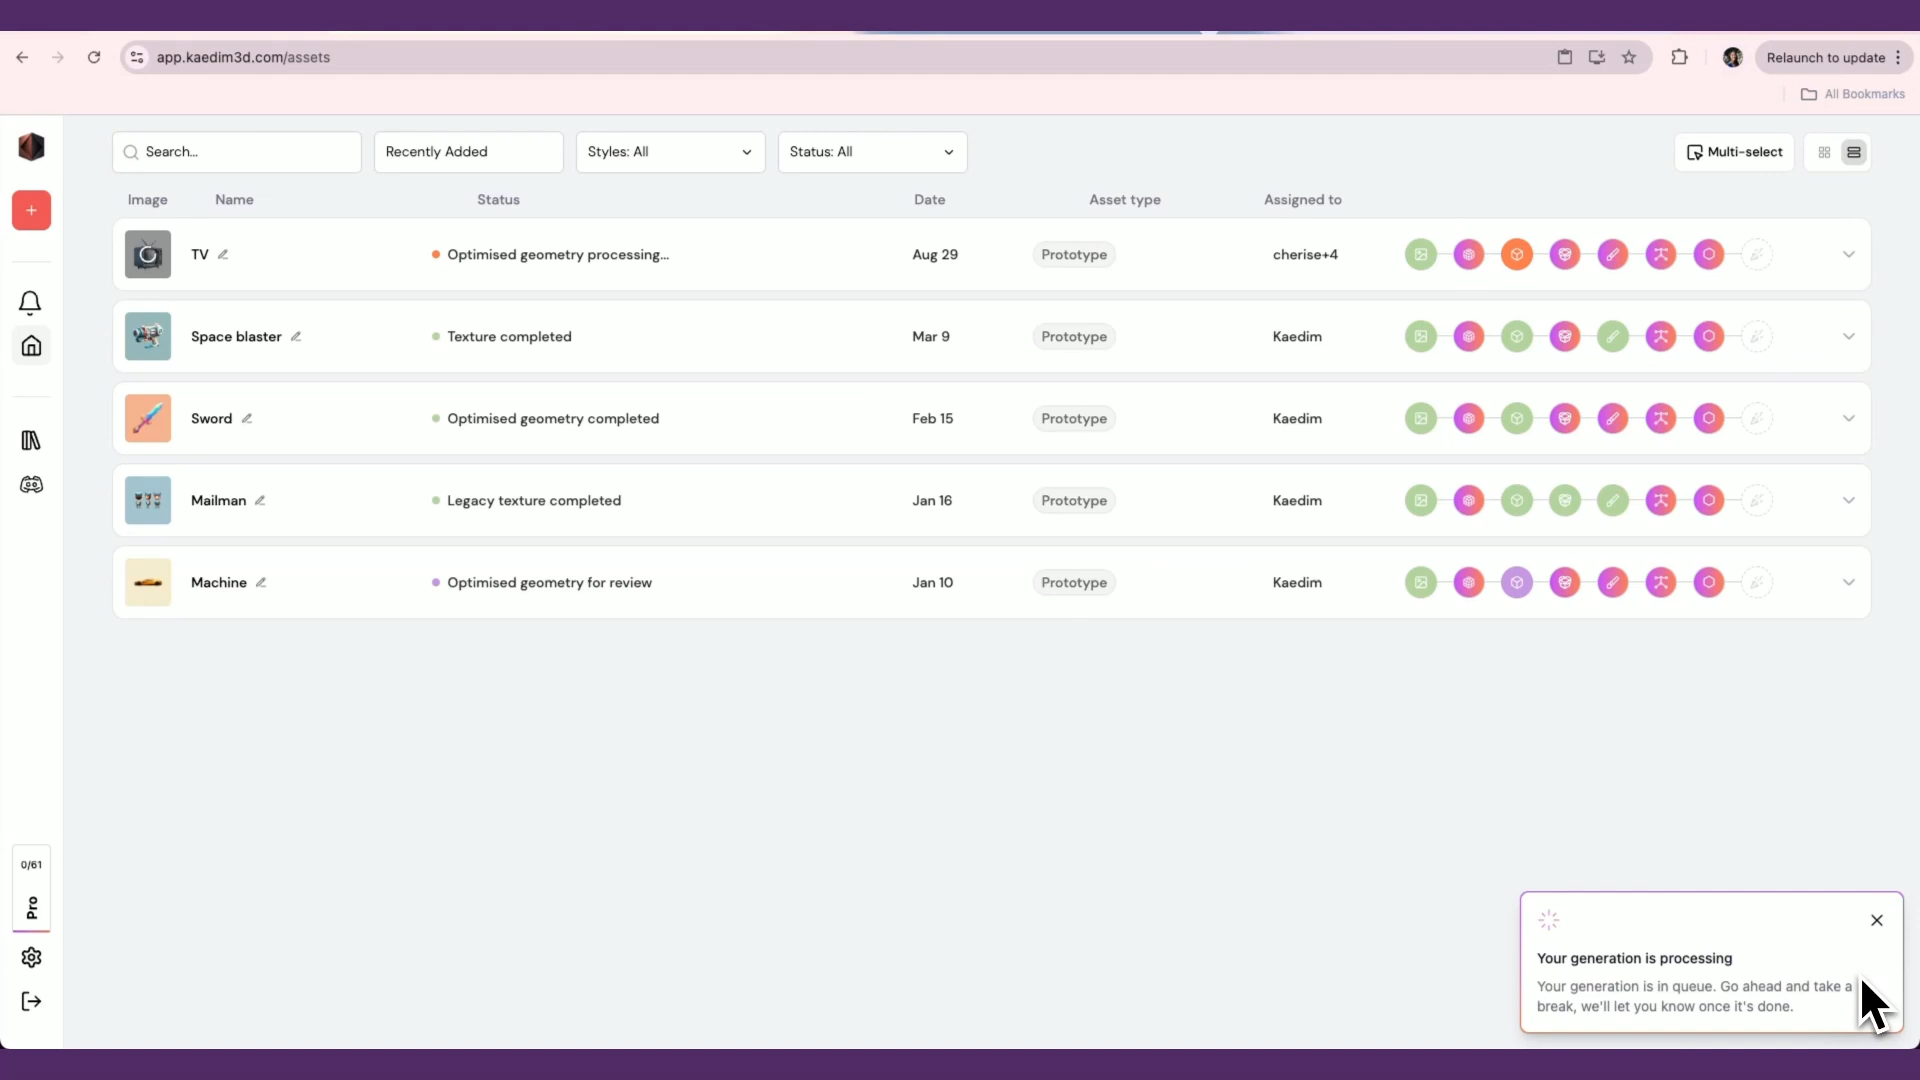 app.kaedim3d.com/assets
Relaunch to update
All Bookmarks
Search...
Recently Added
Styles: All
Status: All
Multi-select
Image Name Status Date Asset type Assigned to
TV Optimised geometry processing... Aug 29 Prototype cherise+4
Space blaster Texture completed Mar 9 Prototype Kaedim
Sword Optimised geometry completed Feb 15 Prototype Kaedim
Mailman Legacy texture completed Jan 16 Prototype Kaedim
Machine Optimised geometry for review Jan 10 Prototype Kaedim
0/61
Pro
Your generation is processing
Your generation is in queue. Go ahead and take a
break, we'll let you know once it's done.